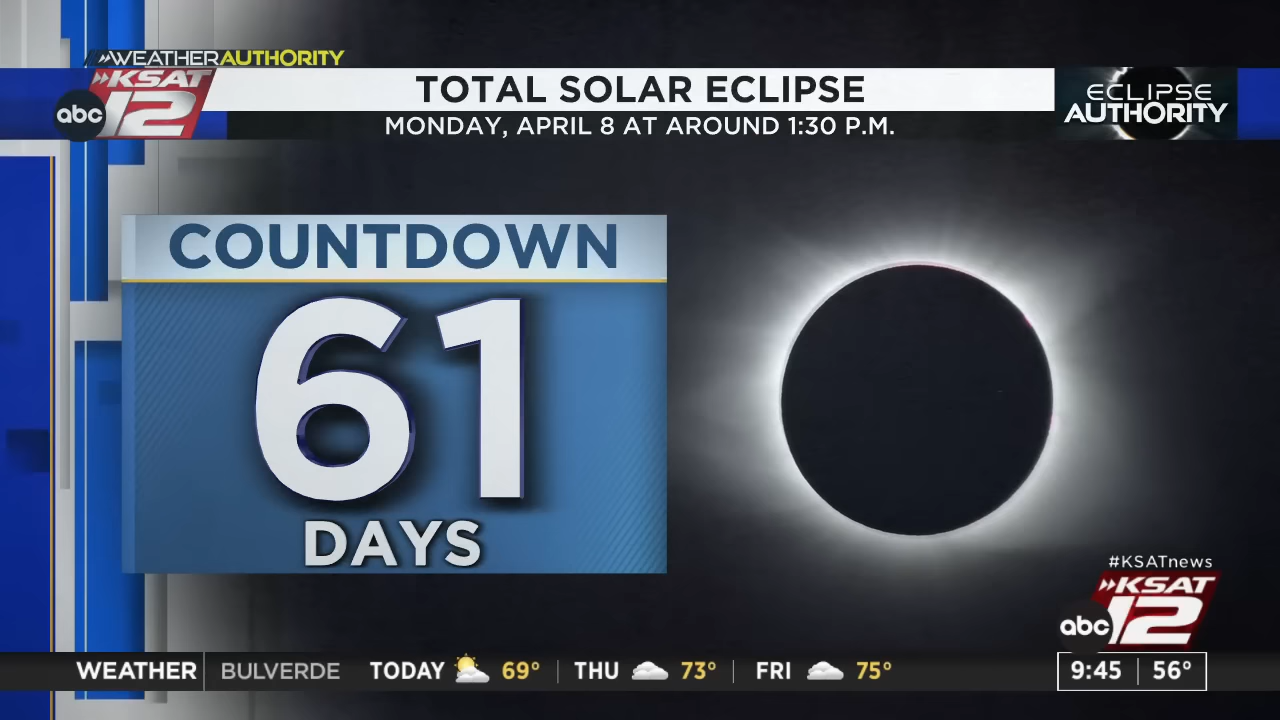 WEATHERAUTHORITY
KSAT
abc 12
TOTAL SOLAR ECLIPSE
MONDAY, APRIL 8 AT AROUND 1:30 P.M.
ECLIPSE
AUTHORITY
COUNTDOWN
61
DAYS
#KSATnews
KSAT
abc 12
WEATHER BULVERDE TODAY 69° THU 73° FRI 75° 9:45 56°